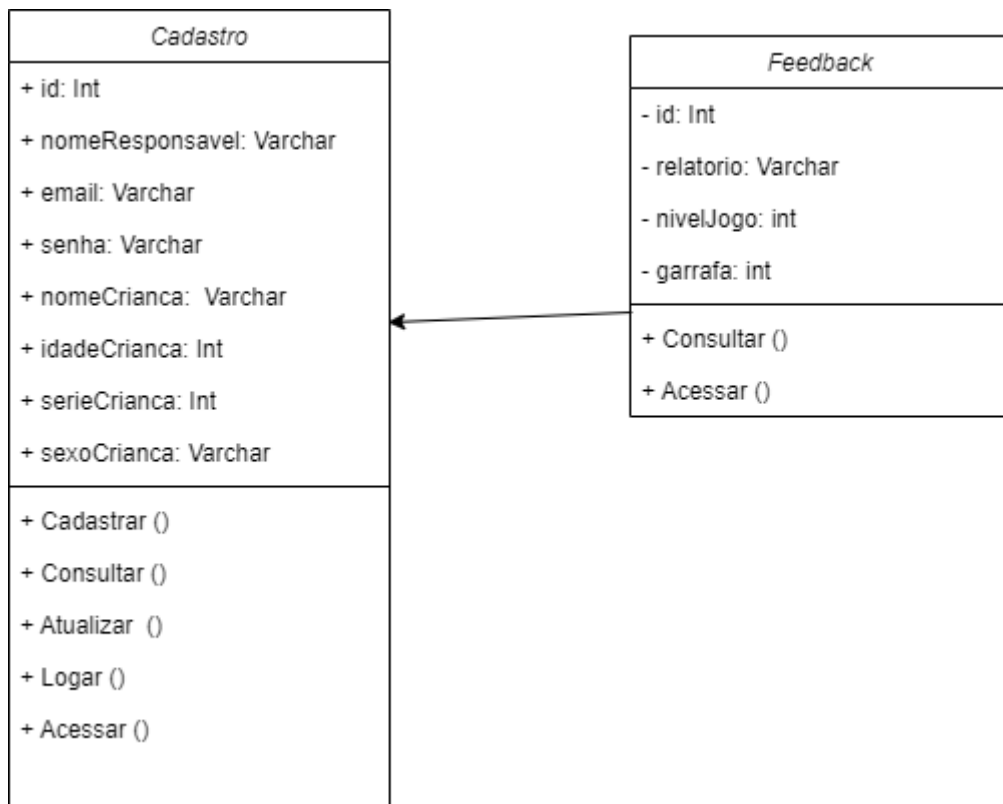 Cadastro
+ id: Int
+ nomeResponsavel: Varchar
+ email: Varchar
+ senha: Varchar
+ nomeCrianca: Varchar
+ idadeCrianca: Int
+ serieCrianca: Int
+ sexoCrianca: Varchar
+ Cadastrar ()
+ Consultar ()
+ Atualizar ()
+ Logar ()
+ Acessar ()
Feedback
- id: Int
- relatorio: Varchar
- nivelJogo: int
- garrafa: int
+ Consultar ()
+ Acessar ()